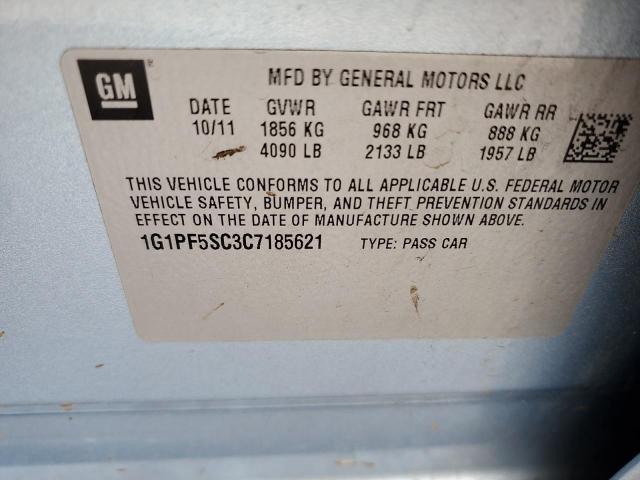 GM
MFD BY GENERAL MOTORS LLC
DATE GVWR GAWR FRT GAWR RR
10/11 1856 KG 968 KG 888 KG
4090 LB 2133 LB 1957 LB
THIS VEHICLE CONFORMS TO ALL APPLICABLE U.S. FEDERAL MOTOR
VEHICLE SAFETY, BUMPER, AND THEFT PREVENTION STANDARDS IN
EFFECT ON THE DATE OF MANUFACTURE SHOWN ABOVE.
1G1PF5SC3C7185621 TYPE: PASS CAR